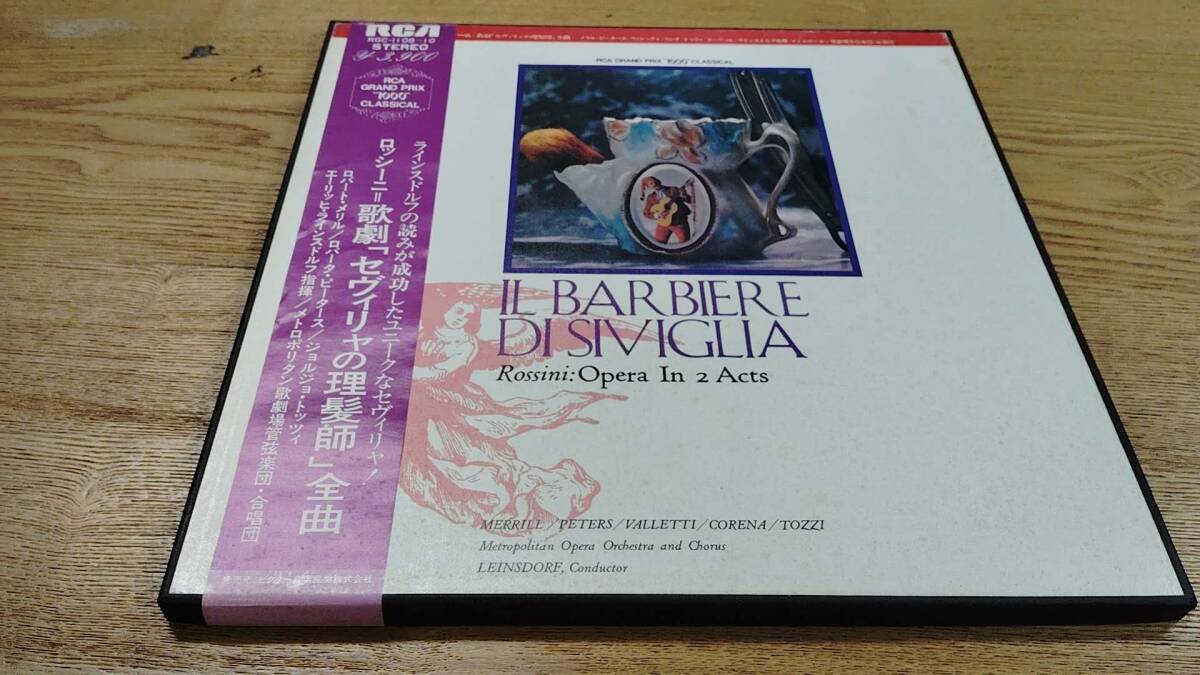 RCA
RGC-1108-10
STEREO
¥3,900
RCA
GRAND PRIX
"1000"
CLASSICAL
ラインスドルフの読みが成功したユニークなセヴィリャ!
ロッシーニ=歌劇「セヴィリャの理髪師」全曲
ロバート・メリル/ロバータ・ピータース/ジョルジョ・トッツィ
エーリッヒ・ラインスドルフ指揮/メトロポリタン歌劇場管弦楽団・合唱団
RCA GRAND PRIX "1000" CLASSICAL
IL BARBIERE
DI SIVIGLIA
Rossini: Opera In 2 Acts
MERRILL/PETERS/VALLETTI/CORENA/TOZZI
Metropolitan Opera Orchestra and Chorus
LEINSDORF, Conductor